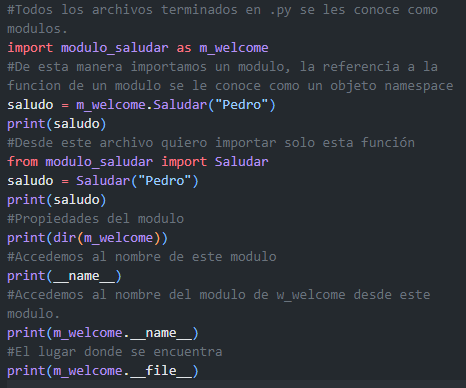 #Todos los archivos terminados en .py se les conoce como
modulos.
import modulo_saludar as m_welcome
#De esta manera importamos un modulo, la referencia a la
funcion de un modulo se le conoce como un objeto namespace
saludo = m_welcome.Saludar("Pedro")
print(saludo)
#Desde este archivo quiero importar solo esta función
from modulo_saludar import Saludar
saludo = Saludar("Pedro")
print(saludo)
#Propiedades del modulo
print(dir(m_welcome))
#Accedemos al nombre de este modulo
print(__name__)
#Accedemos al nombre del modulo de w_welcome desde este
modulo.
print(m_welcome.__name__)
#El lugar donde se encuentra
print(m_welcome.__file__)